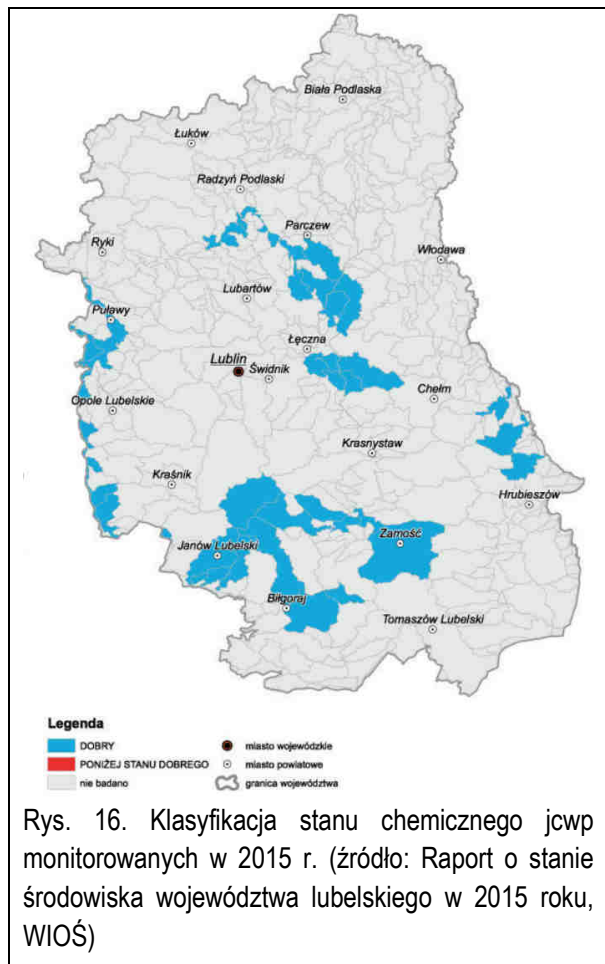 Biała Podlaska
Łuków
Radzyń Podlaski
Parczew
Ryki
Włodawa
Lubartów
Puławy
Łęczna
Lublin
Świdnik
Chełm
Opole Lubelskie
Krasnystaw
Kraśnik
Hrubieszów
Zamość
Janów Lubelski
Biłgoraj
Tomaszów Lubelski
Legenda
DOBRY
miasto wojewódzkie
PONIŻEJ STANU DOBREGO
miasto powiatowe
nie badano
granica województwa
Rys. 16. Klasyfikacja stanu chemicznego jcwp
monitorowanych w 2015 r. (źródło: Raport o stanie
środowiska województwa lubelskiego w 2015 roku,
WIOŚ)